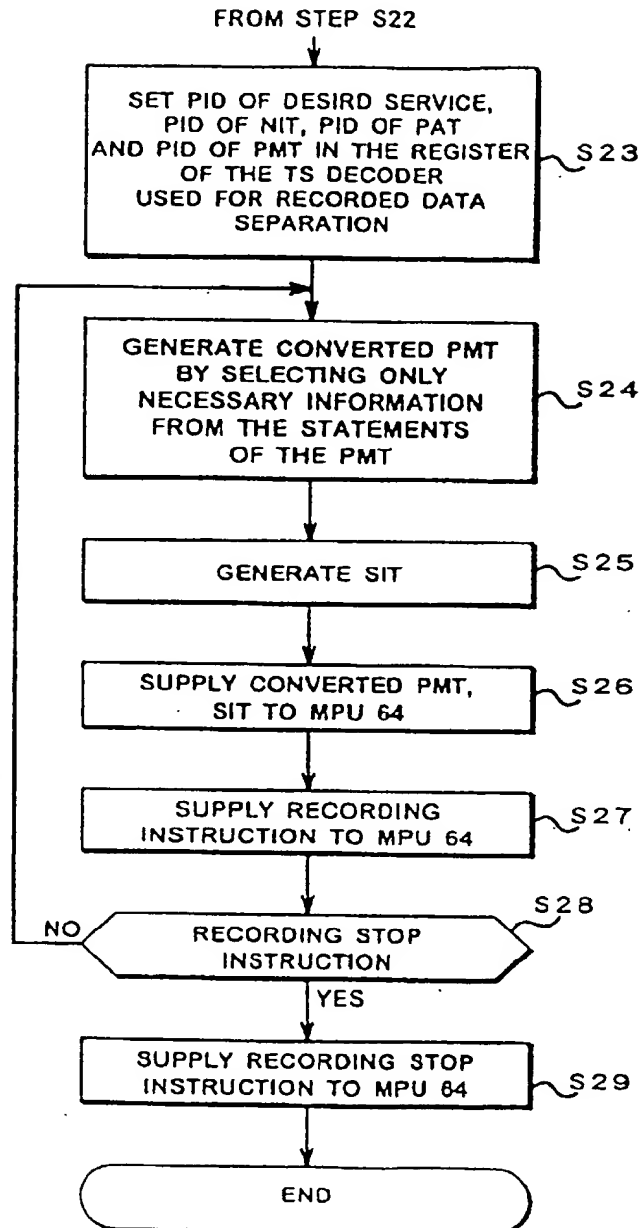 FROM STEP S22
SET PID OF DESIRD SERVICE,
PID OF NIT, PID OF PAT
AND PID OF PMT IN THE REGISTER
OF THE TS DECODER
USED FOR RECORDED DATA
SEPARATION
S23
GENERATE CONVERTED PMT
BY SELECTING ONLY
NECESSARY INFORMATION
FROM THE STATEMENTS
OF THE PMT
S24
GENERATE SIT
S25
SUPPLY CONVERTED PMT,
SIT TO MPU 64
S26
SUPPLY RECORDING
INSTRUCTION TO MPU 64
S27
NO
RECORDING STOP
INSTRUCTION
S28
YES
SUPPLY RECORDING STOP
INSTRUCTION TO MPU 64
S29
END